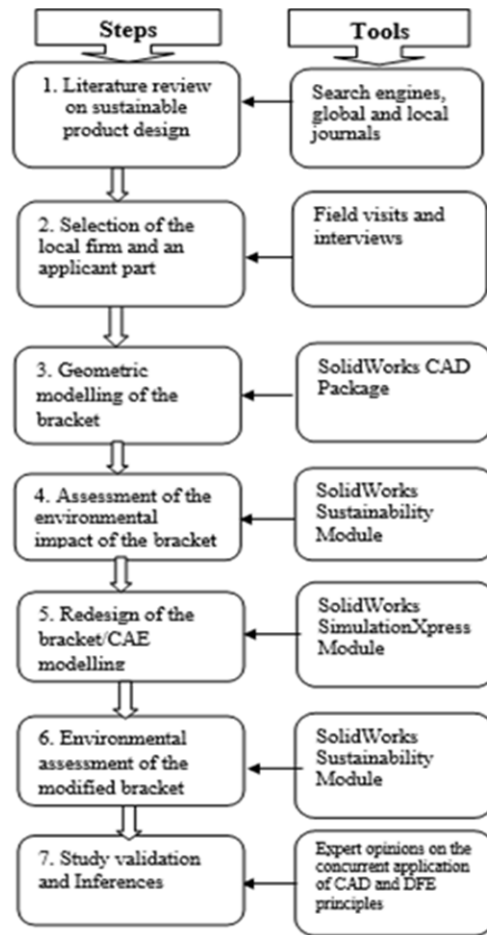 Steps
Tools
1. Literature review
on sustainable
product design
Search engines,
global and local
journals
2. Selection of the
local firm and an
applicant part
Field visits and
interviews
3. Geometric
modelling of the
bracket
SolidWorks CAD
Package
4. Assessment of the
environmental
impact of the bracket
SolidWorks
Sustainability
Module
5. Redesign of the
bracket/CAE
modelling
SolidWorks
SimulationXpress
Module
6. Environmental
assessment of the
modified bracket
SolidWorks
Sustainability
Module
7. Study validation
and Inferences
Expert opinions on the
concurrent application
of CAD and DFE
principles